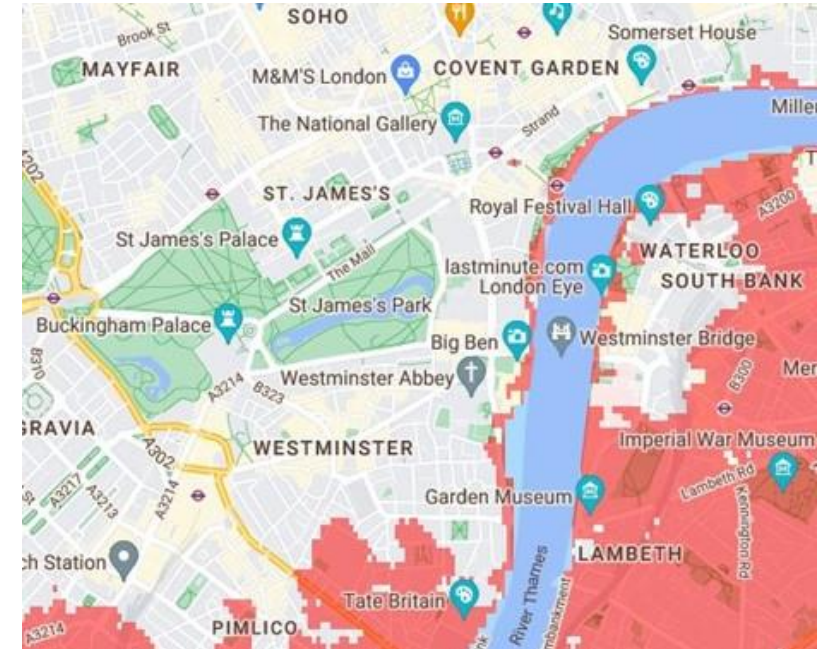 SOHO
Brook St
Somerset House
MAYFAIR
M&M'S London
COVENT GARDEN
The National Gallery
Strand
A202
ST. JAMES'S
Royal Festival Hall
A3200
St James's Palace
The Mall
WATERLOO
lastminute.com
London Eye
SOUTH BANK
St James's Park
Buckingham Palace
Big Ben
Westminster Bridge
B310
A3214
B323
Westminster Abbey
B300
A302
WESTMINSTER
Imperial War Museum
A3217
A3213
A3214
Garden Museum
Lambeth Rd
Kennington Rd
LAMBETH
River Thames
Tate Britain
A3214
PIMLICO